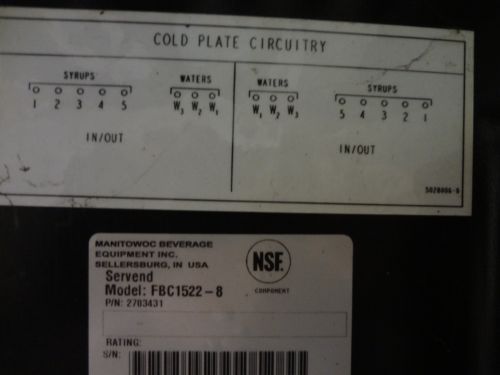 COLD PLATE CIRCUITRY
SYRUPS
1 2 3 4 5
WATERS
W3 W2 W1
IN/OUT
WATERS
W1 W2 W3
SYRUPS
5 4 3 2 1
IN/OUT
5028006-B
MANITOWOC BEVERAGE
EQUIPMENT INC.
SELLERSBURG, IN USA
Servend
Model: FBC1522-8
P/N: 2703431
NSF
COMPONENT
RATING:
S/N: